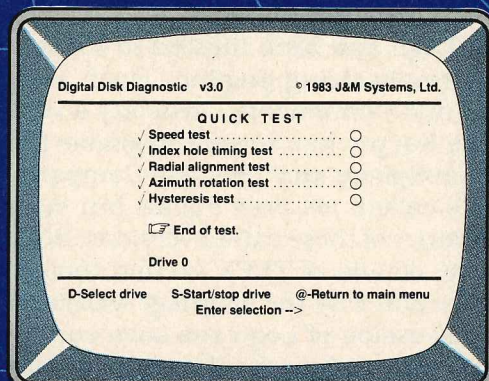 Digital Disk Diagnostic v3.0 © 1983 J&M Systems, Ltd.
QUICK TEST
√ Speed test .................... ○
√ Index hole timing test ............ ○
√ Radial alignment test ............ ○
√ Azimuth rotation test ............ ○
√ Hysteresis test .................. ○
☞ End of test.
Drive 0
D-Select drive S-Start/stop drive @-Return to main menu
Enter selection -->